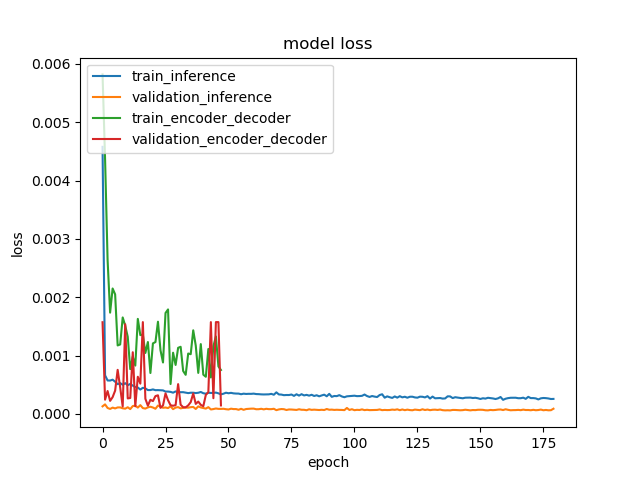 model loss
train_inference
validation_inference
train_encoder_decoder
validation_encoder_decoder
0.006
0.005
0.004
0.003
0.002
0.001
0.000
loss
0 25 50 75 100 125 150 175
epoch